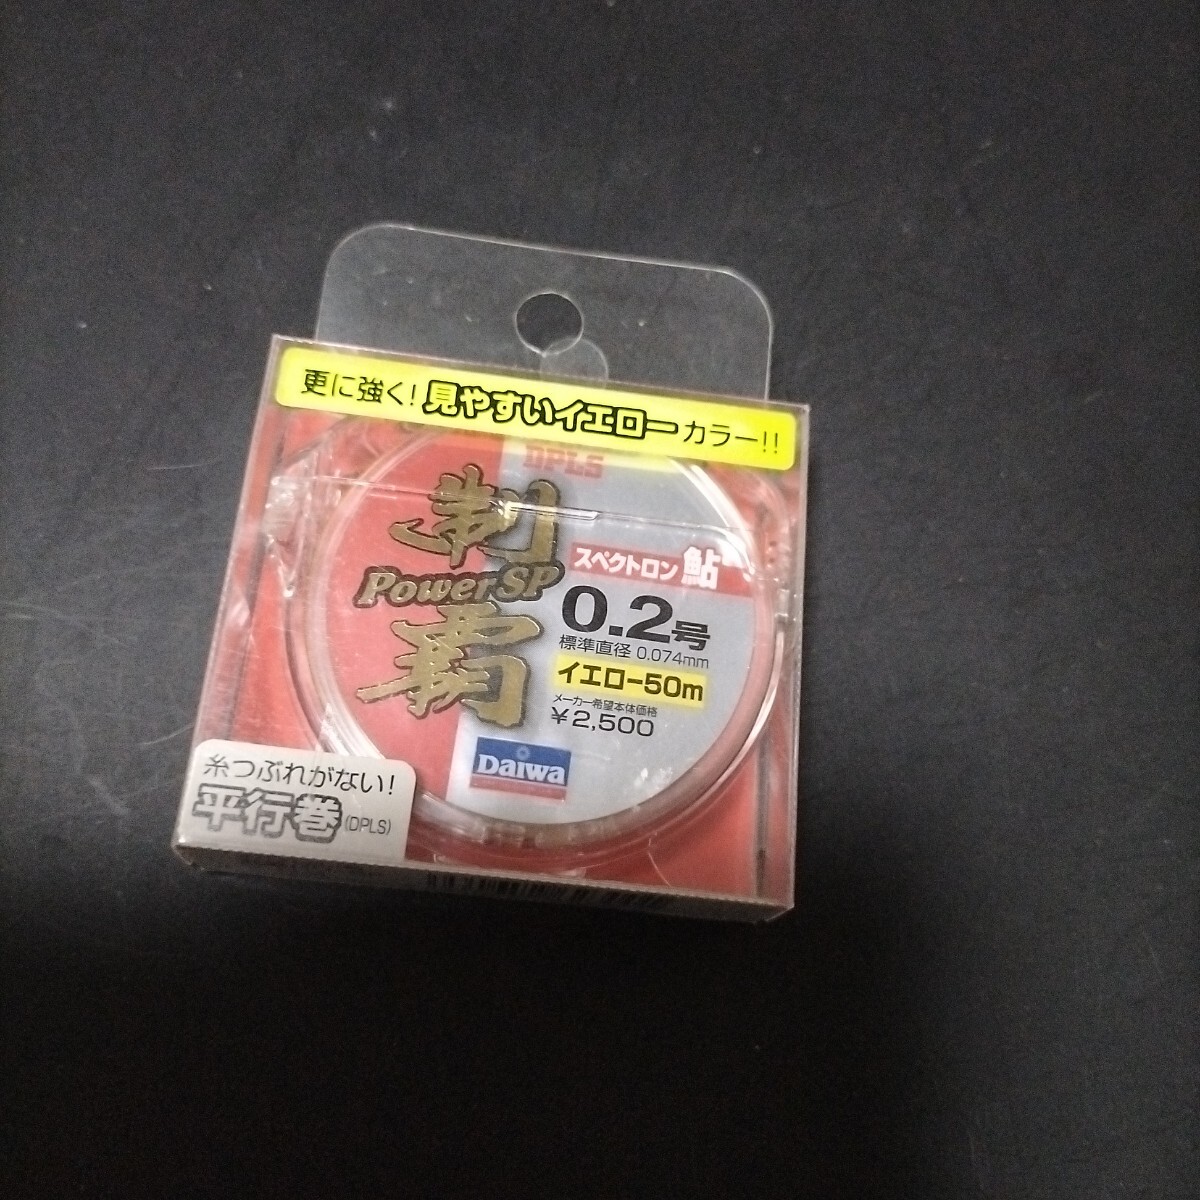 更に強く!見やすいイエローカラー!!
DPLS
制覇
PowerSP
スペクトロン鮎
0.2号
標準直径 0.074mm
イエロー50m
メーカー希望本体価格
¥2,500
Daiwa
糸つぶれがない!
平行巻(DPLS)